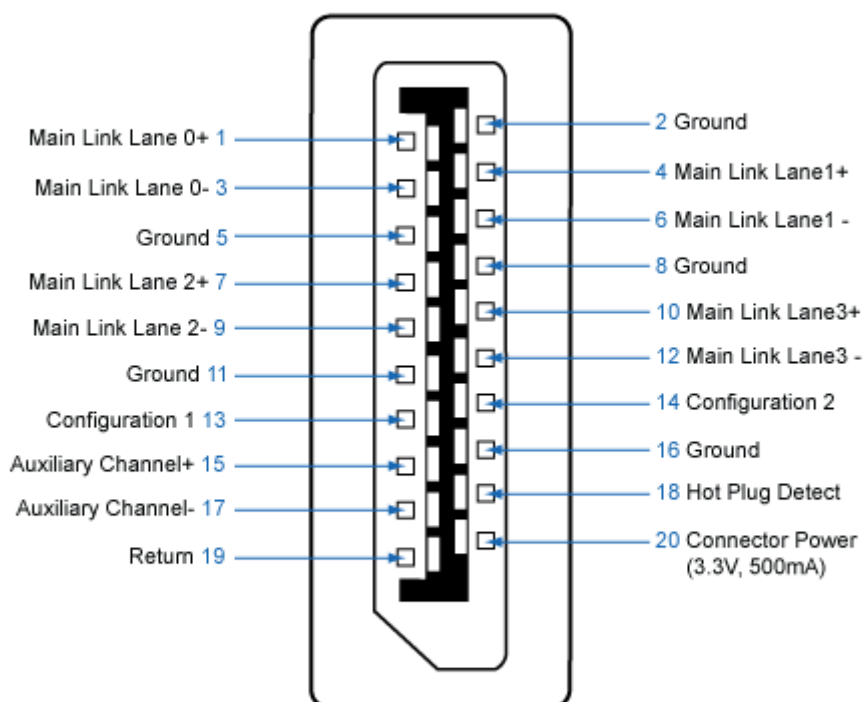 Main Link Lane 0+ 1
2 Ground
Main Link Lane 0- 3
4 Main Link Lane1+
Ground 5
6 Main Link Lane1 -
Main Link Lane 2+ 7
8 Ground
Main Link Lane 2- 9
10 Main Link Lane3+
Ground 11
12 Main Link Lane3 -
Configuration 1 13
14 Configuration 2
Auxiliary Channel+ 15
16 Ground
Auxiliary Channel- 17
18 Hot Plug Detect
Return 19
20 Connector Power
(3.3V, 500mA)